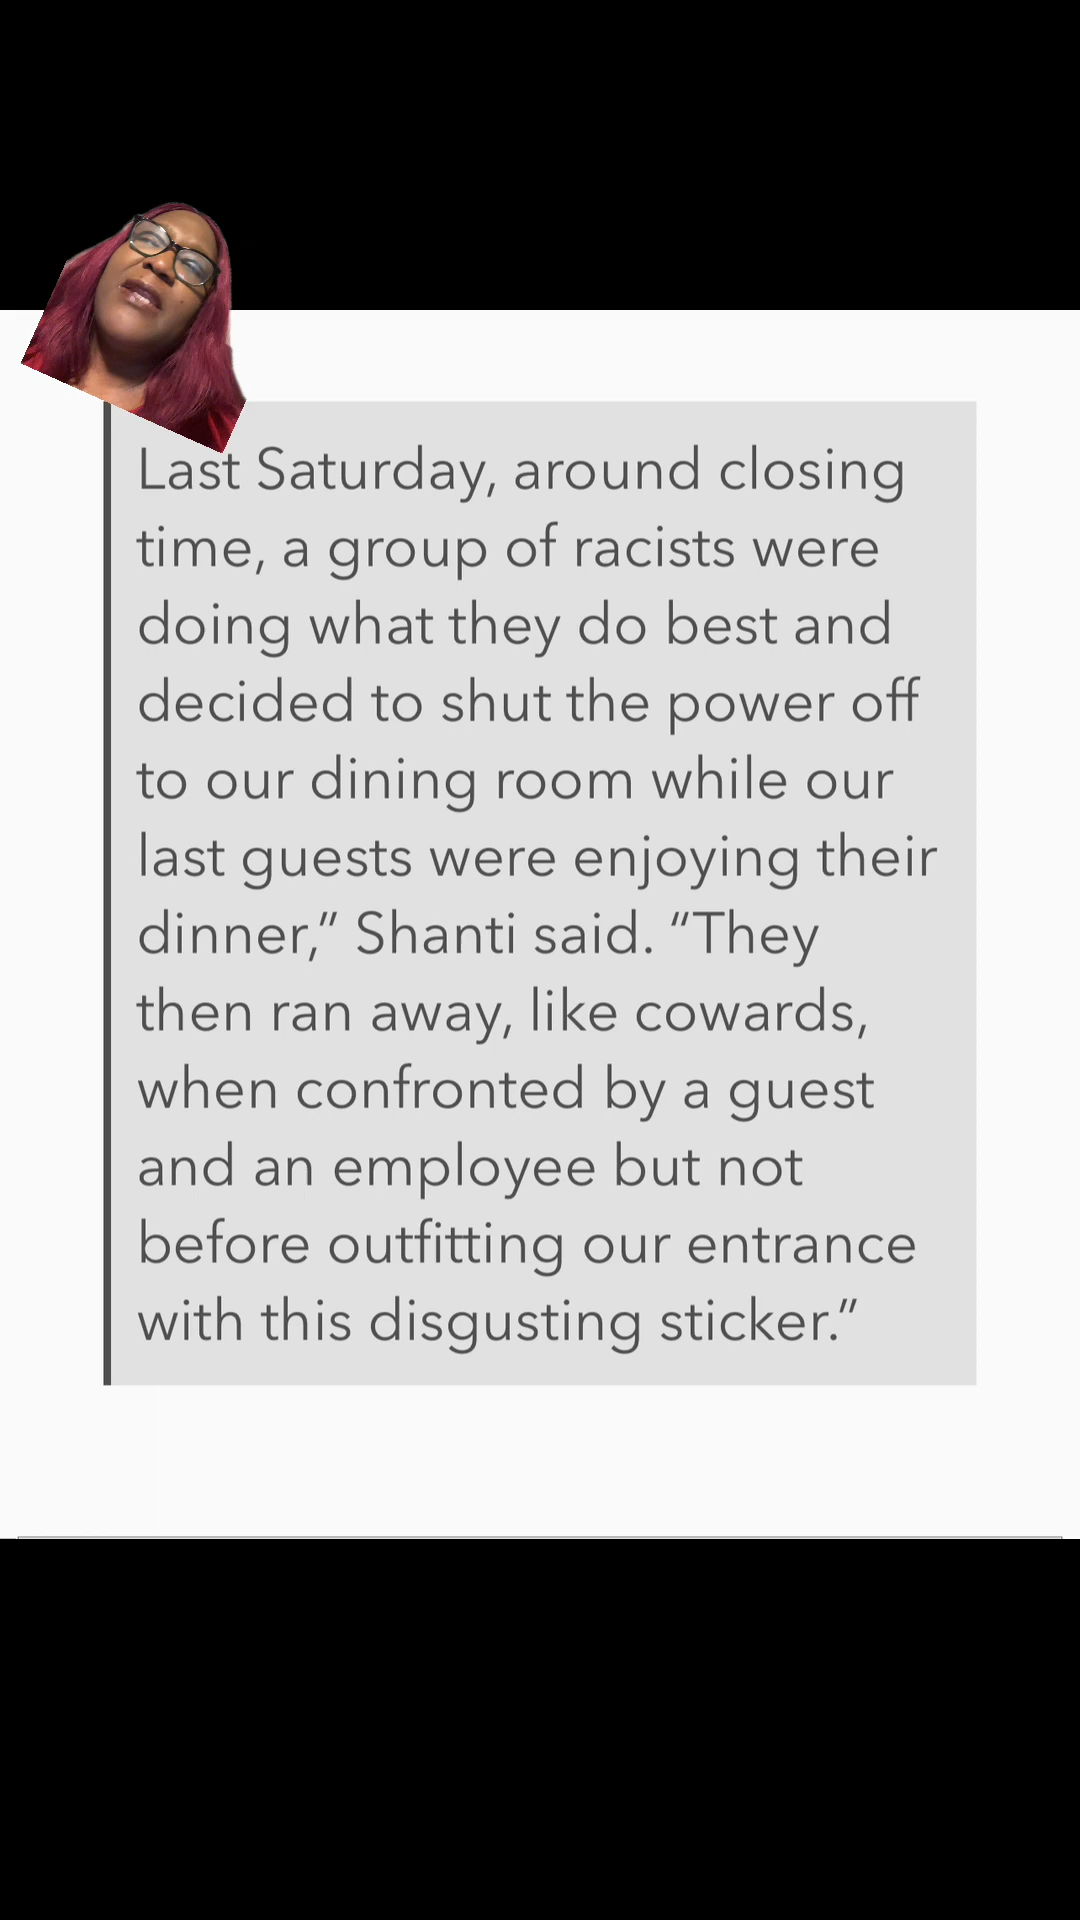 Last Saturday, around closing
time, a group of racists were
doing what they do best and
decided to shut the power off
to our dining room while our
last guests were enjoying their
dinner,” Shanti said. “They
then ran away, like cowards,
when confronted by a guest
and an employee but not
before outfitting our entrance
with this disgusting sticker.”